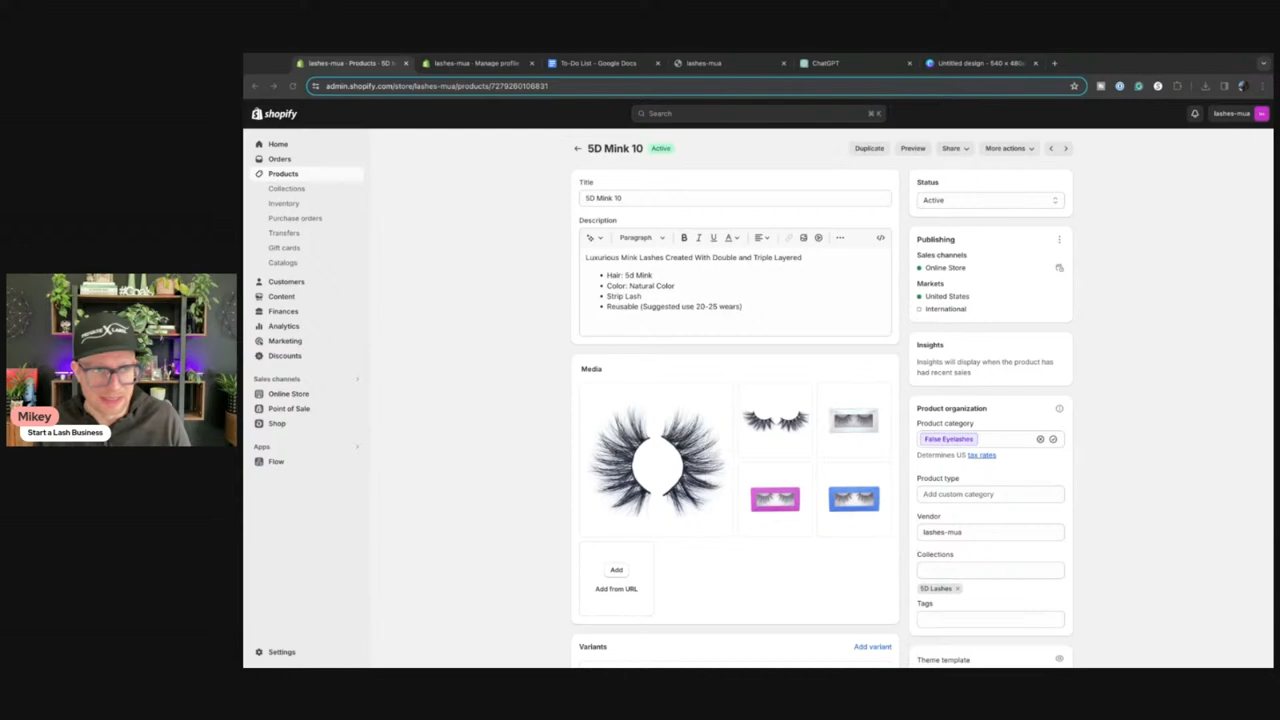 lashes-mua · Products · 5D M
lashes-mua · Manage profile
To-Do List - Google Docs
lashes-mua
ChatGPT
Untitled design - 540 × 480p
admin.shopify.com/store/lashes-mua/products/7279260106831
shopify
Search
⌘ K
lashes-mua
Home
Orders
Products
Collections
Inventory
Purchase orders
Transfers
Gift cards
Catalogs
Customers
Content
Finances
Analytics
Marketing
Discounts
Sales channels
Online Store
Point of Sale
Shop
Apps
Flow
Settings
5D Mink 10 Active
Duplicate
Preview
Share
More actions
Title
5D Mink 10
Description
Paragraph
B I U A
Luxurious Mink Lashes Created With Double and Triple Layered
• Hair: 5d Mink
• Color: Natural Color
• Strip Lash
• Reusable (Suggested use 20-25 wears)
Media
Add
Add from URL
Variants
Add variant
Status
Active
Publishing
Sales channels
Online Store
Markets
United States
International
Insights
Insights will display when the product has
had recent sales
Product organization
Product category
False Eyelashes
Determines US tax rates
Product type
Add custom category
Vendor
lashes-mua
Collections
5D Lashes
Tags
Theme template
Mikey
Start a Lash Business